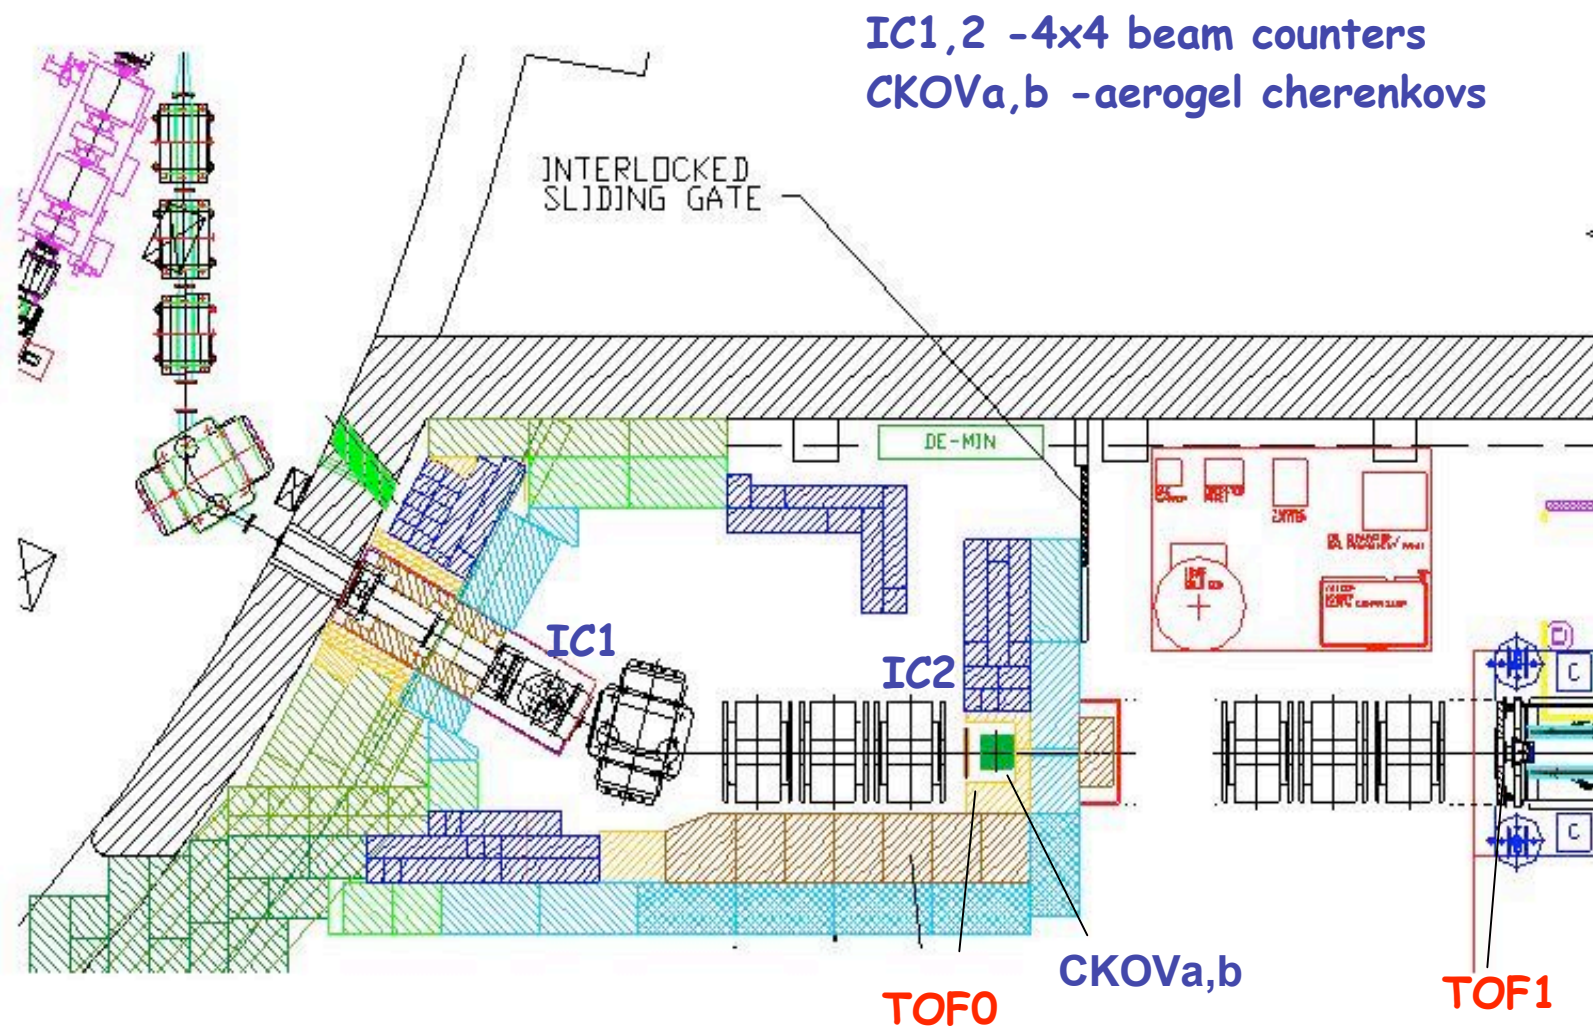 IC1,2 -4x4 beam counters
CKOVa,b -aerogel cherenkovs
INTERLOCKED
SLIDING GATE
DE-MIN
IC1
IC2
C
C
CKOVa,b
TOF0
TOF1